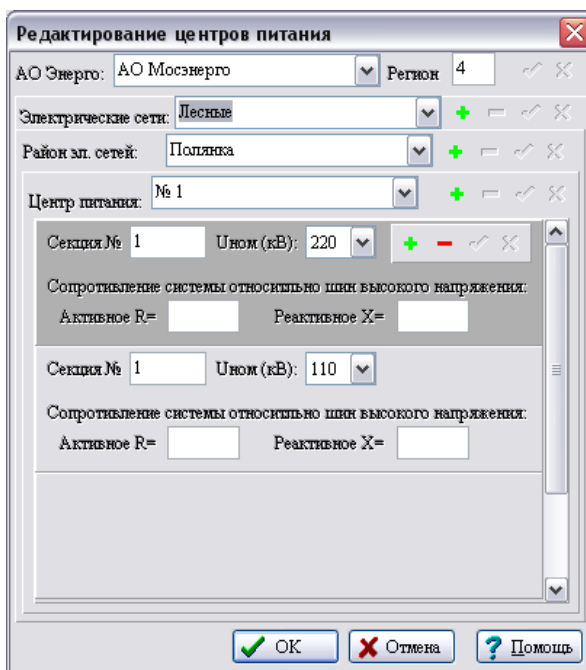 Редактирование центров питания
АО Энерго: АО Мосэнерго Регион 4
Электрические сети: Лесные
Район эл. сетей: Полянка
Центр питания: № 1
Секция № 1 Uном (кВ): 220
Сопротивление системы относитльно шин высокого напряжения:
Активное R= Реактивное X=
Секция № 1 Uном (кВ): 110
Сопротивление системы относитльно шин высокого напряжения:
Активное R= Реактивное X=
OK Отмена Помощь